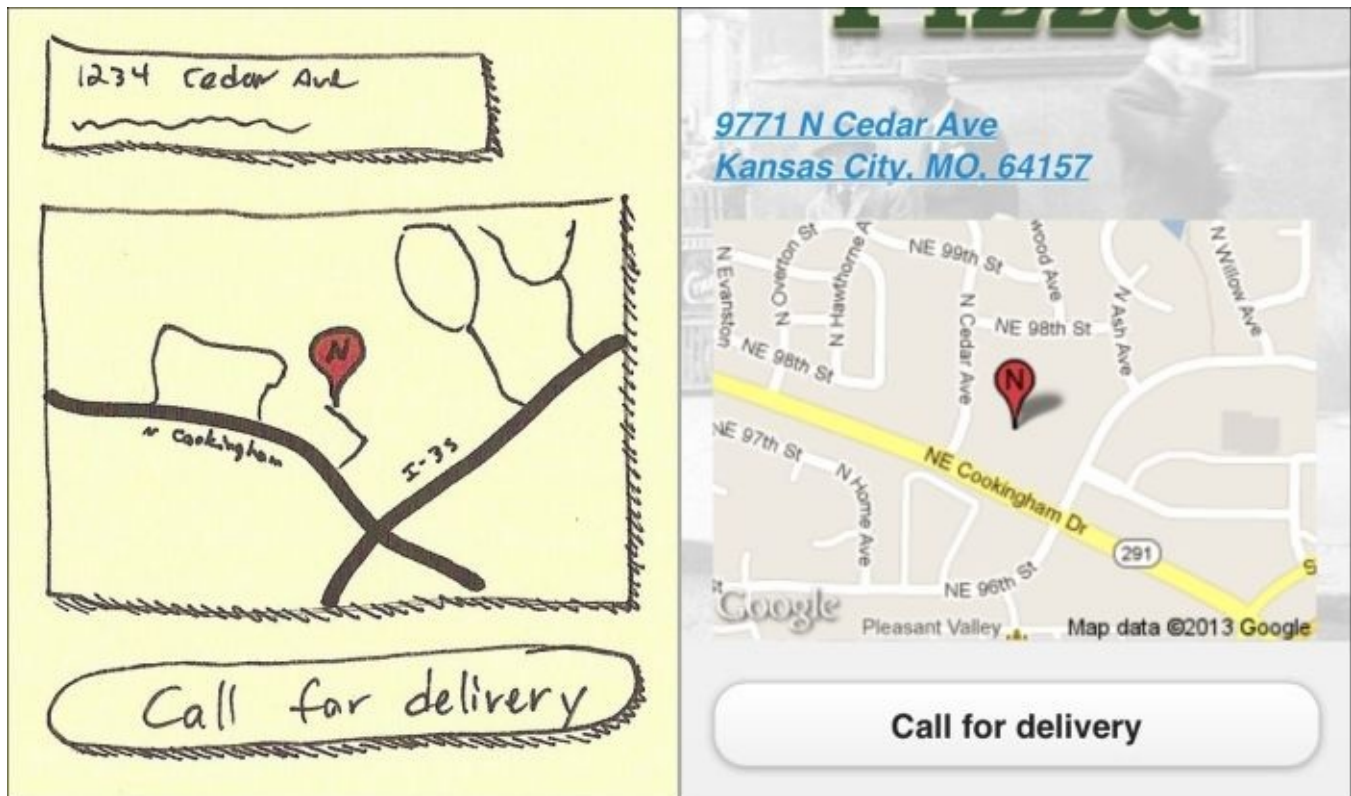 1234 Cedar Ave
N Cookingham
I-35
Call for delivery
Pizza
9771 N Cedar Ave
Kansas City, MO, 64157
N Evanston
N Overton St
N Hawthorne A
NE 99th St
wood Ave
N Willow Ave
N Cedar Ave
NE 98th St
N Ash Ave
NE 98th St
N
N
NE 97th St
N Home Ave
NE Cookingham Dr
291
NE 96th St
S
st
Google
Pleasant Valley
Map data ©2013 Google
Call for delivery